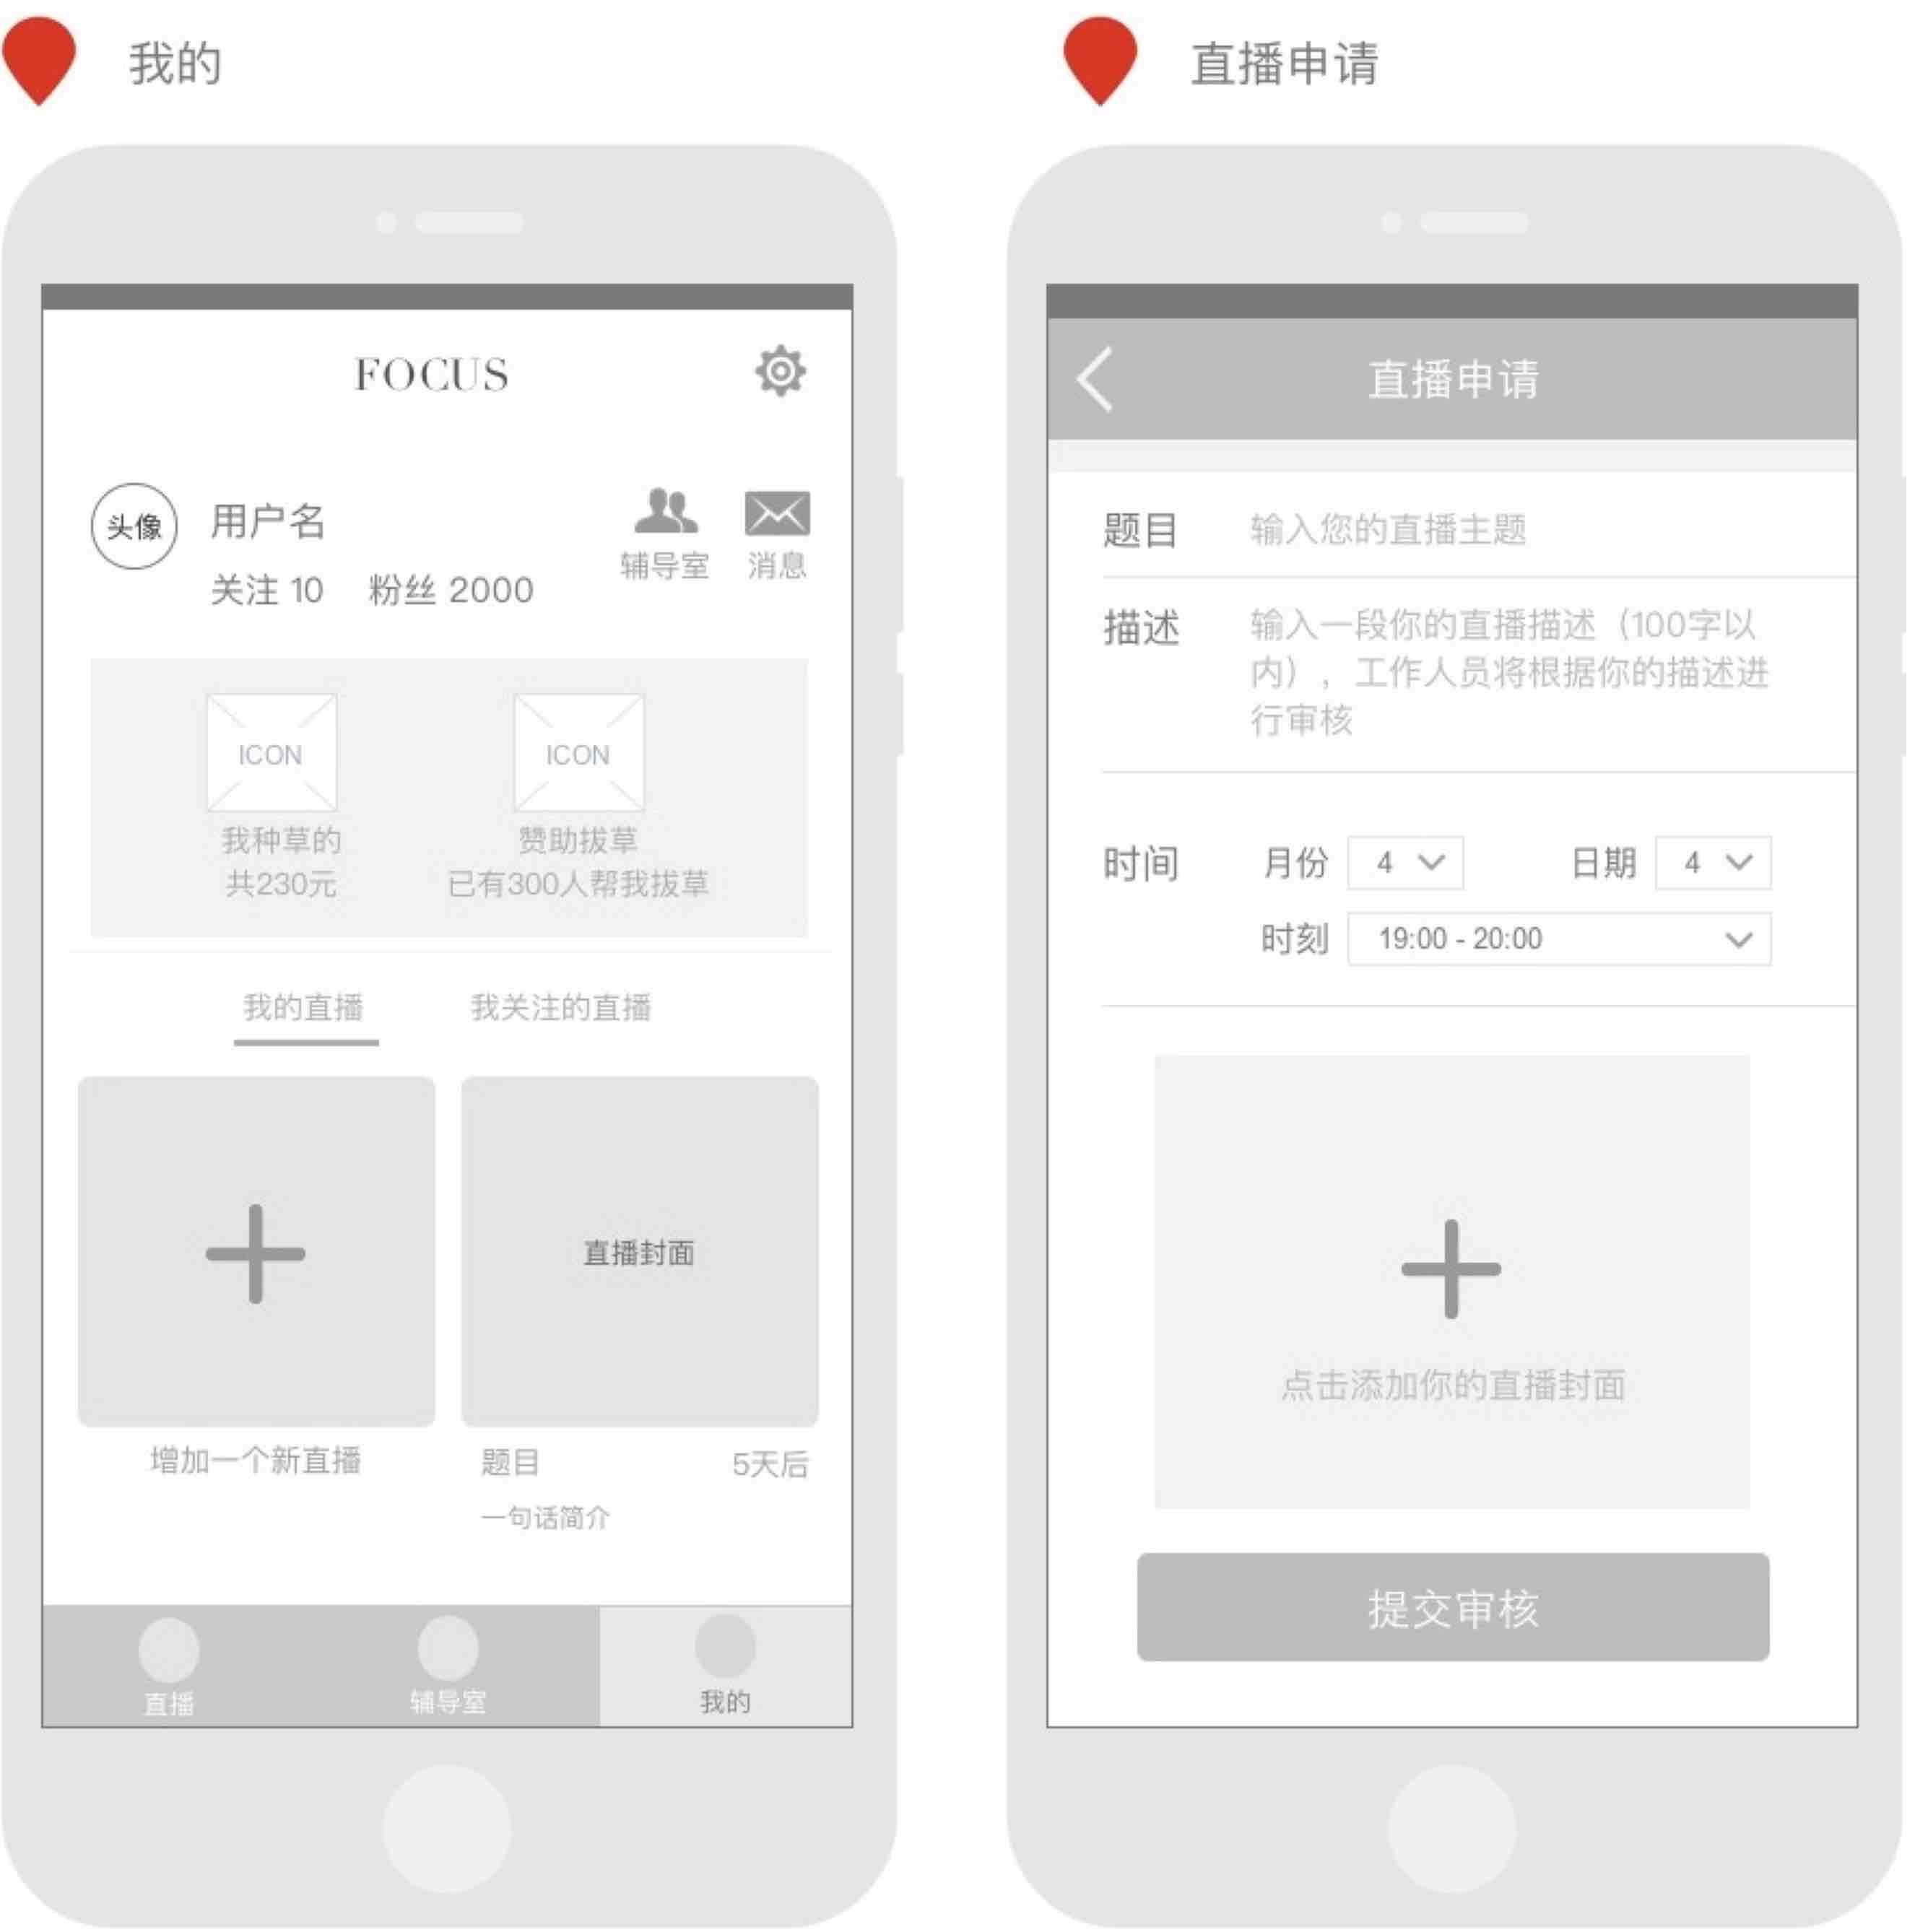 我的
FOCUS
头像
用户名
关注 10 粉丝 2000
辅导室
消息
ICON
我种草的
共230元
ICON
赞助拔草
已有300人帮我拔草
我的直播
我关注的直播
直播封面
增加一个新直播
题目
5天后
一句话简介
直播
辅导室
我的
直播申请
直播申请
题目
输入您的直播主题
描述
输入一段你的直播描述（100字以
内），工作人员将根据你的描述进
行审核
时间
月份 4
日期 4
时刻 19:00 - 20:00
点击添加你的直播封面
提交审核